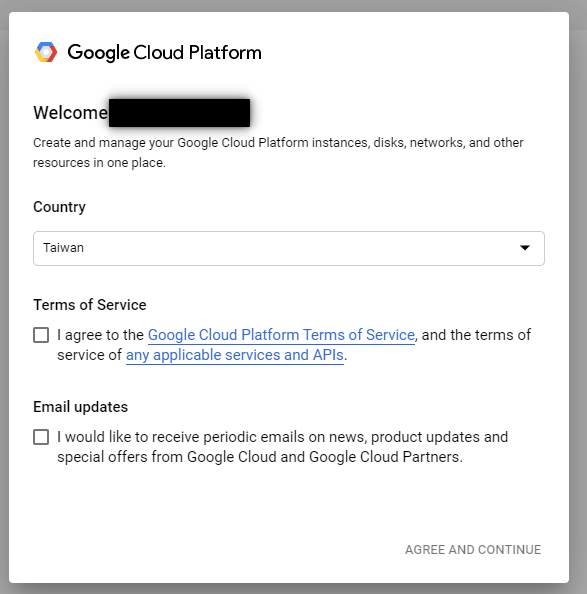 Google Cloud Platform
Welcome
Create and manage your Google Cloud Platform instances, disks, networks, and other
resources in one place.
Country
Taiwan
Terms of Service
I agree to the Google Cloud Platform Terms of Service, and the terms of
service of any applicable services and APIs.
Email updates
I would like to receive periodic emails on news, product updates and
special offers from Google Cloud and Google Cloud Partners.
AGREE AND CONTINUE